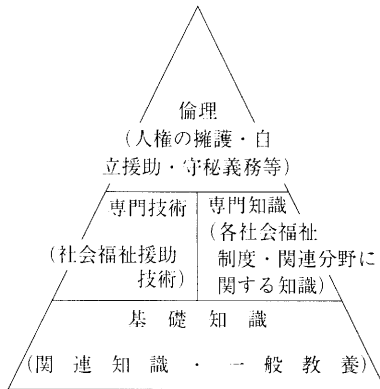 倫理
(人権の擁護・自
立援助・守秘義務等)
専門技術
(社会福祉援助
技術)
専門知識
(各社会福祉
制度・関連分野に
関する知識)
基礎知識
(関連知識・一般教養)